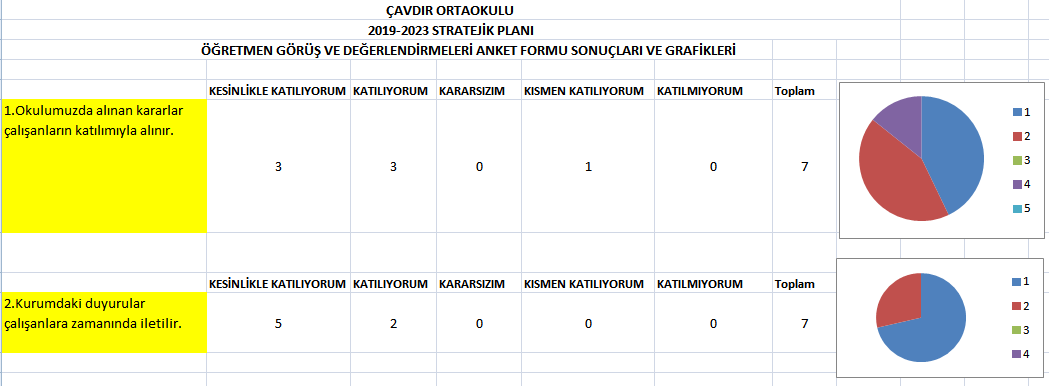 ÇAVDIR ORTAOKULU
2019-2023 STRATEJİK PLANI
ÖĞRETMEN GÖRÜŞ VE DEĞERLENDİRMELERİ ANKET FORMU SONUÇLARI VE GRAFİKLERİ
KESİNLİKLE KATILIYORUM KATILIYORUM KARARSIZIM KISMEN KATILIYORUM KATILMIYORUM Toplam
1.Okulumuzda alınan kararlar
çalışanların katılımıyla alınır.
3 3 0 1 0 7
1
2
3
4
5
KESİNLİKLE KATILIYORUM KATILIYORUM KARARSIZIM KISMEN KATILIYORUM KATILMIYORUM Toplam
2.Kurumdaki duyurular
çalışanlara zamanında iletilir.
5 2 0 0 0 7
1
2
3
4